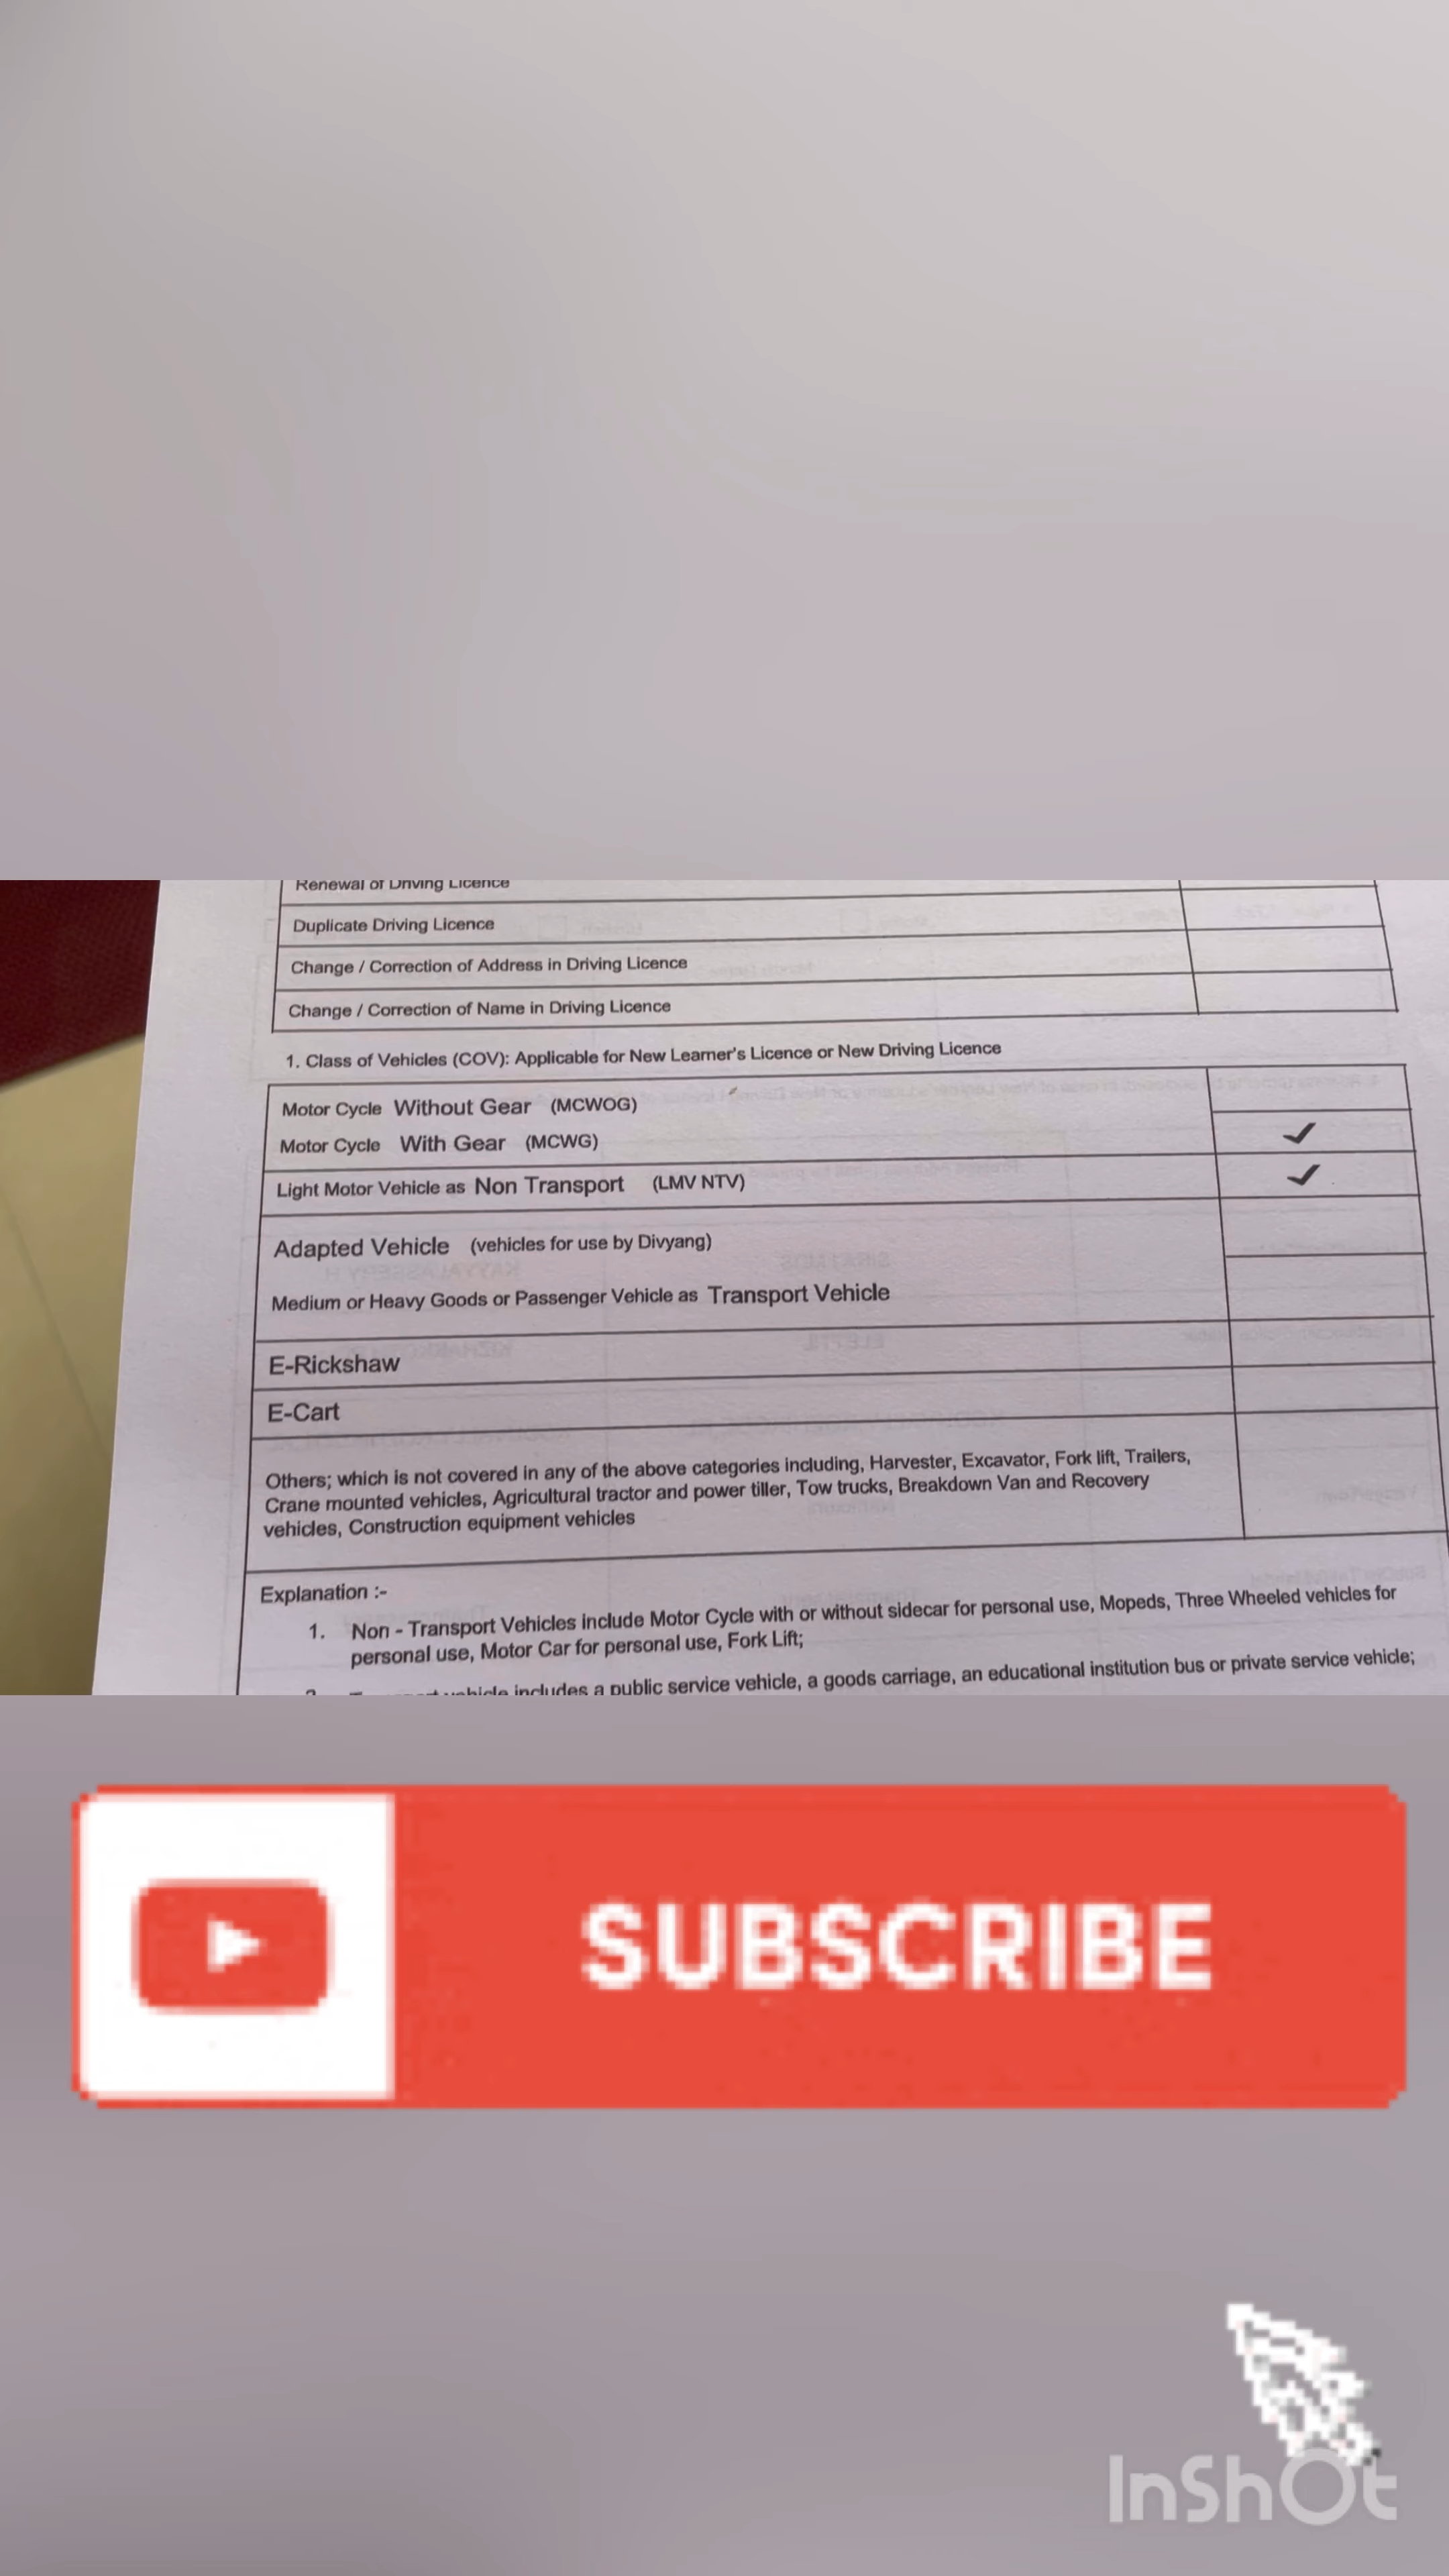 Renewal of Driving Licence
Duplicate Driving Licence
Change / Correction of Address in Driving Licence
Change / Correction of Name in Driving Licence
1. Class of Vehicles (COV): Applicable for New Learner's Licence or New Driving Licence
Motor Cycle Without Gear (MCWOG)
Motor Cycle With Gear (MCWG) ✓
Light Motor Vehicle as Non Transport (LMV NTV) ✓
Adapted Vehicle (vehicles for use by Divyang)
Medium or Heavy Goods or Passenger Vehicle as Transport Vehicle
E-Rickshaw
E-Cart
Others; which is not covered in any of the above categories including, Harvester, Excavator, Fork lift, Trailers,
Crane mounted vehicles, Agricultural tractor and power tiller, Tow trucks, Breakdown Van and Recovery
vehicles, Construction equipment vehicles
Explanation :-
1. Non - Transport Vehicles include Motor Cycle with or without sidecar for personal use, Mopeds, Three Wheeled vehicles for
personal use, Motor Car for personal use, Fork Lift;
vehicle includes a public service vehicle, a goods carriage, an educational institution bus or private service vehicle;
SUBSCRIBE
InShOt